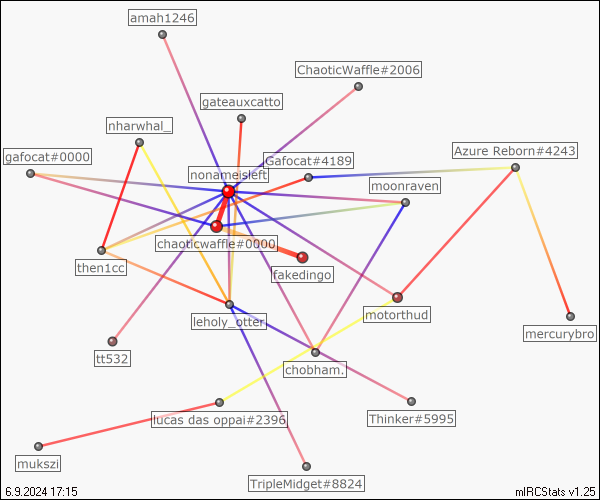 amah1246
ChaoticWaffle#2006
gateauxcatto
nharwhal_
gafocat#0000
Azure Reborn#4243
Gafocat#4189
nonameisleft
moonraven
chaoticwaffle#0000
then1cc
fakedingo
motorthud
leholy_otter
mercurybro
tt532
chobham.
Thinker#5995
lucas das oppai#2396
mukszi
TripleMidget#8824
6.9.2024 17:15
mIRCStats v1.25